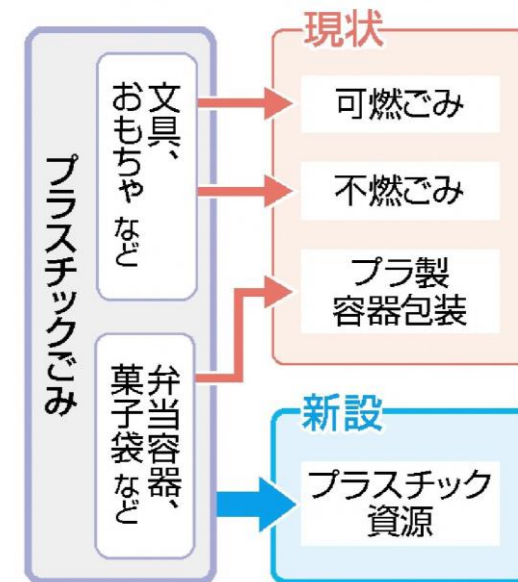 プラスチックごみ
文具、
おもちゃ など
弁当容器、
菓子袋 など
現状
可燃ごみ
不燃ごみ
プラ製
容器包装
新設
プラスチック
資源